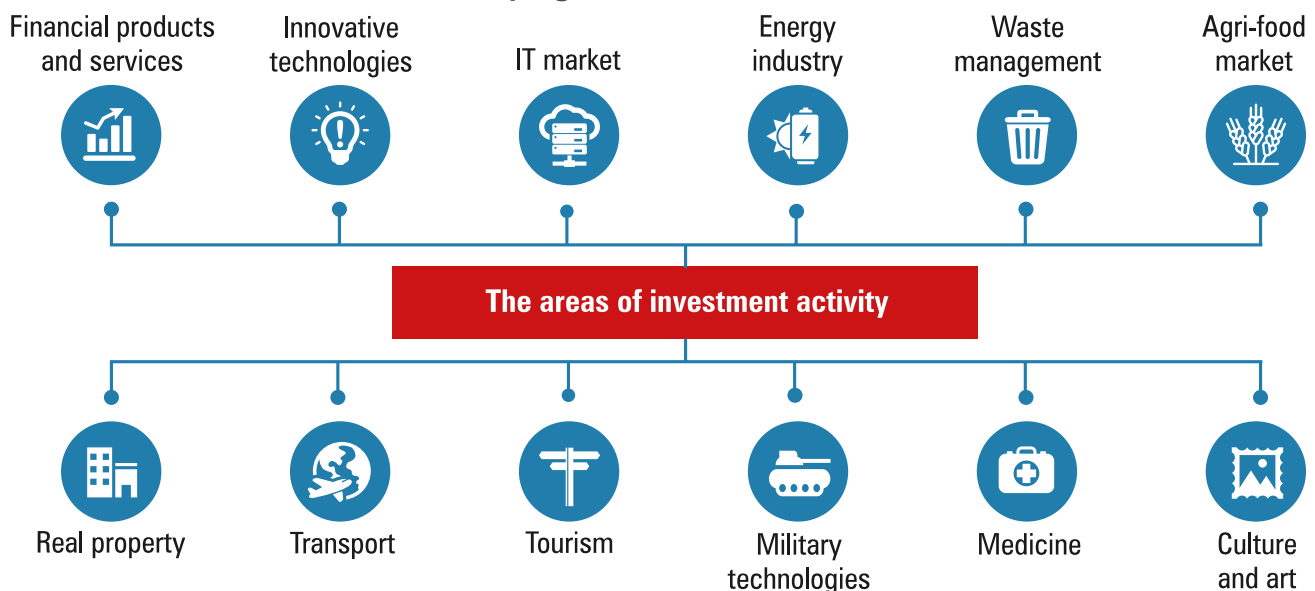 Financial products
and services
Innovative
technologies
IT market
Energy
industry
Waste
management
Agri-food
market
The areas of investment activity
Real property
Transport
Tourism
Military
technologies
Medicine
Culture
and art